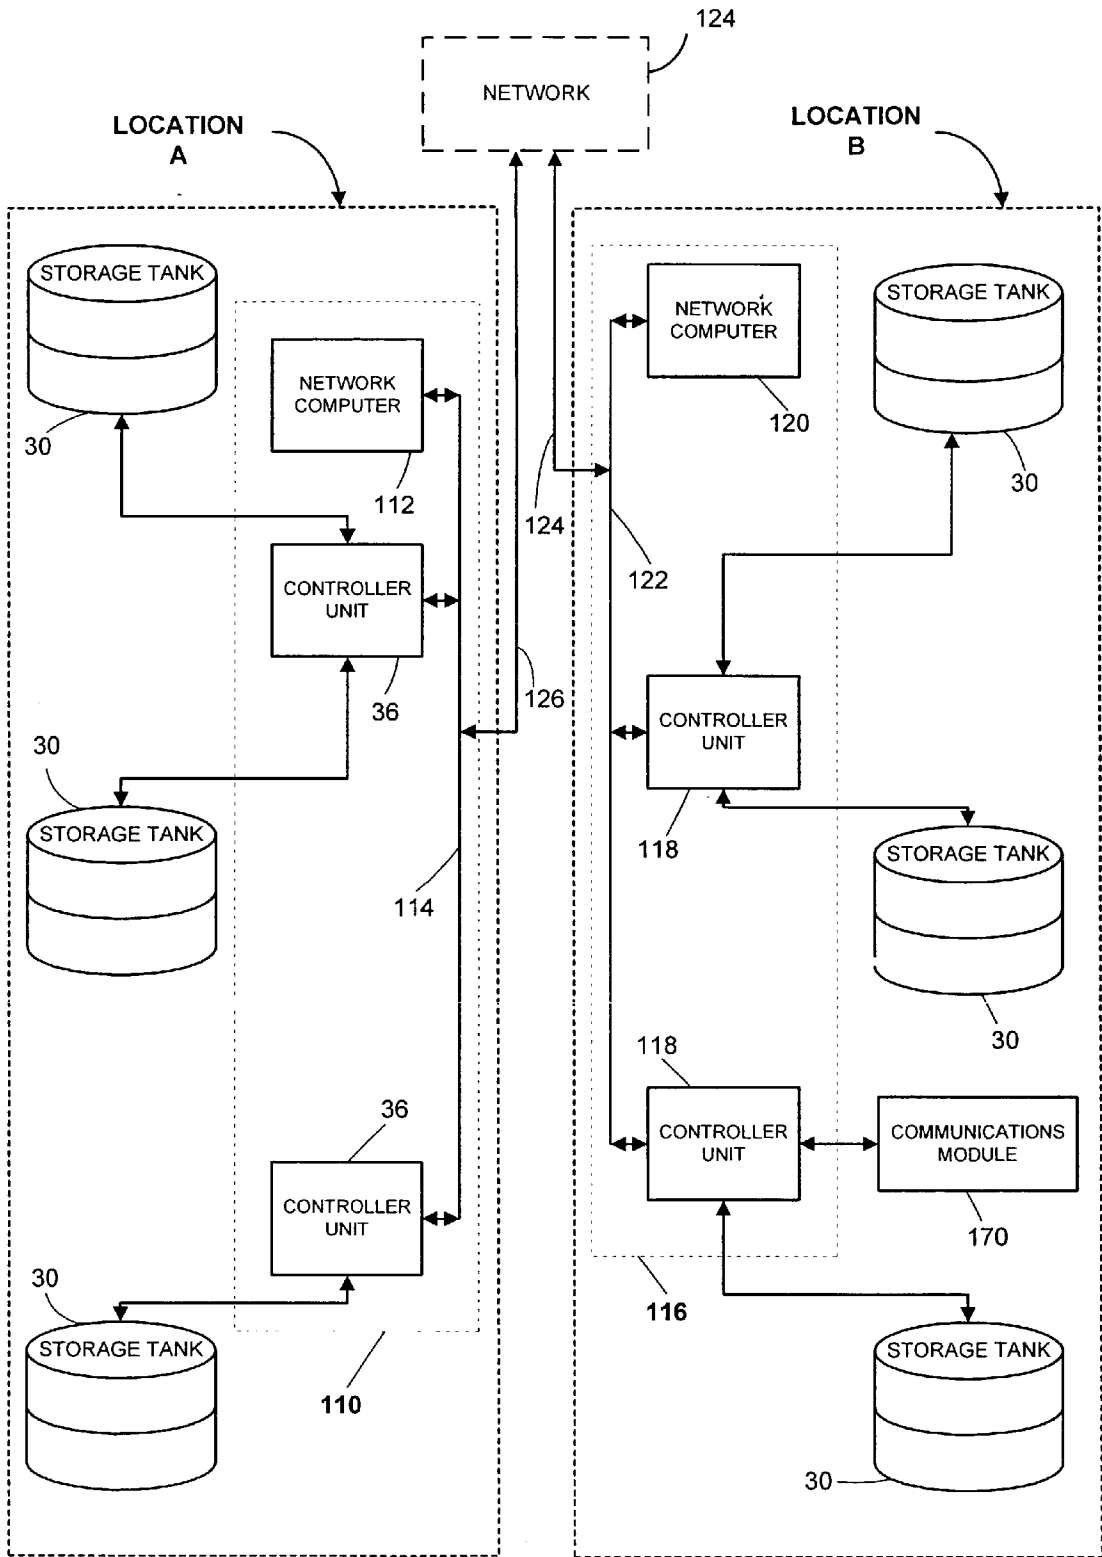 124
NETWORK
LOCATION
A
LOCATION
B
STORAGE TANK
30
NETWORK
COMPUTER
112
CONTROLLER
UNIT
36
30
STORAGE TANK
114
126
36
CONTROLLER
UNIT
30
STORAGE TANK
110
NETWORK
COMPUTER
120
STORAGE TANK
30
124
122
CONTROLLER
UNIT
118
STORAGE TANK
30
118
CONTROLLER
UNIT
COMMUNICATIONS
MODULE
170
116
STORAGE TANK
30